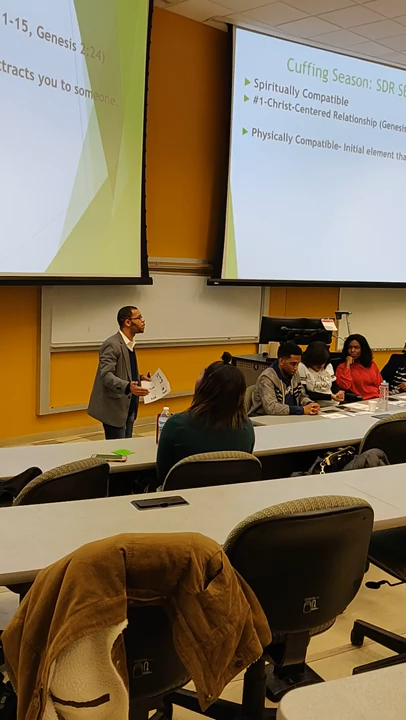 1-15, Genesis 2:24)
tracts you to someone.
Cuffing Season: SDR SE
Spiritually Compatible
#1-Christ-Centered Relationship (Genesis
Physically Compatible- Initial element tha